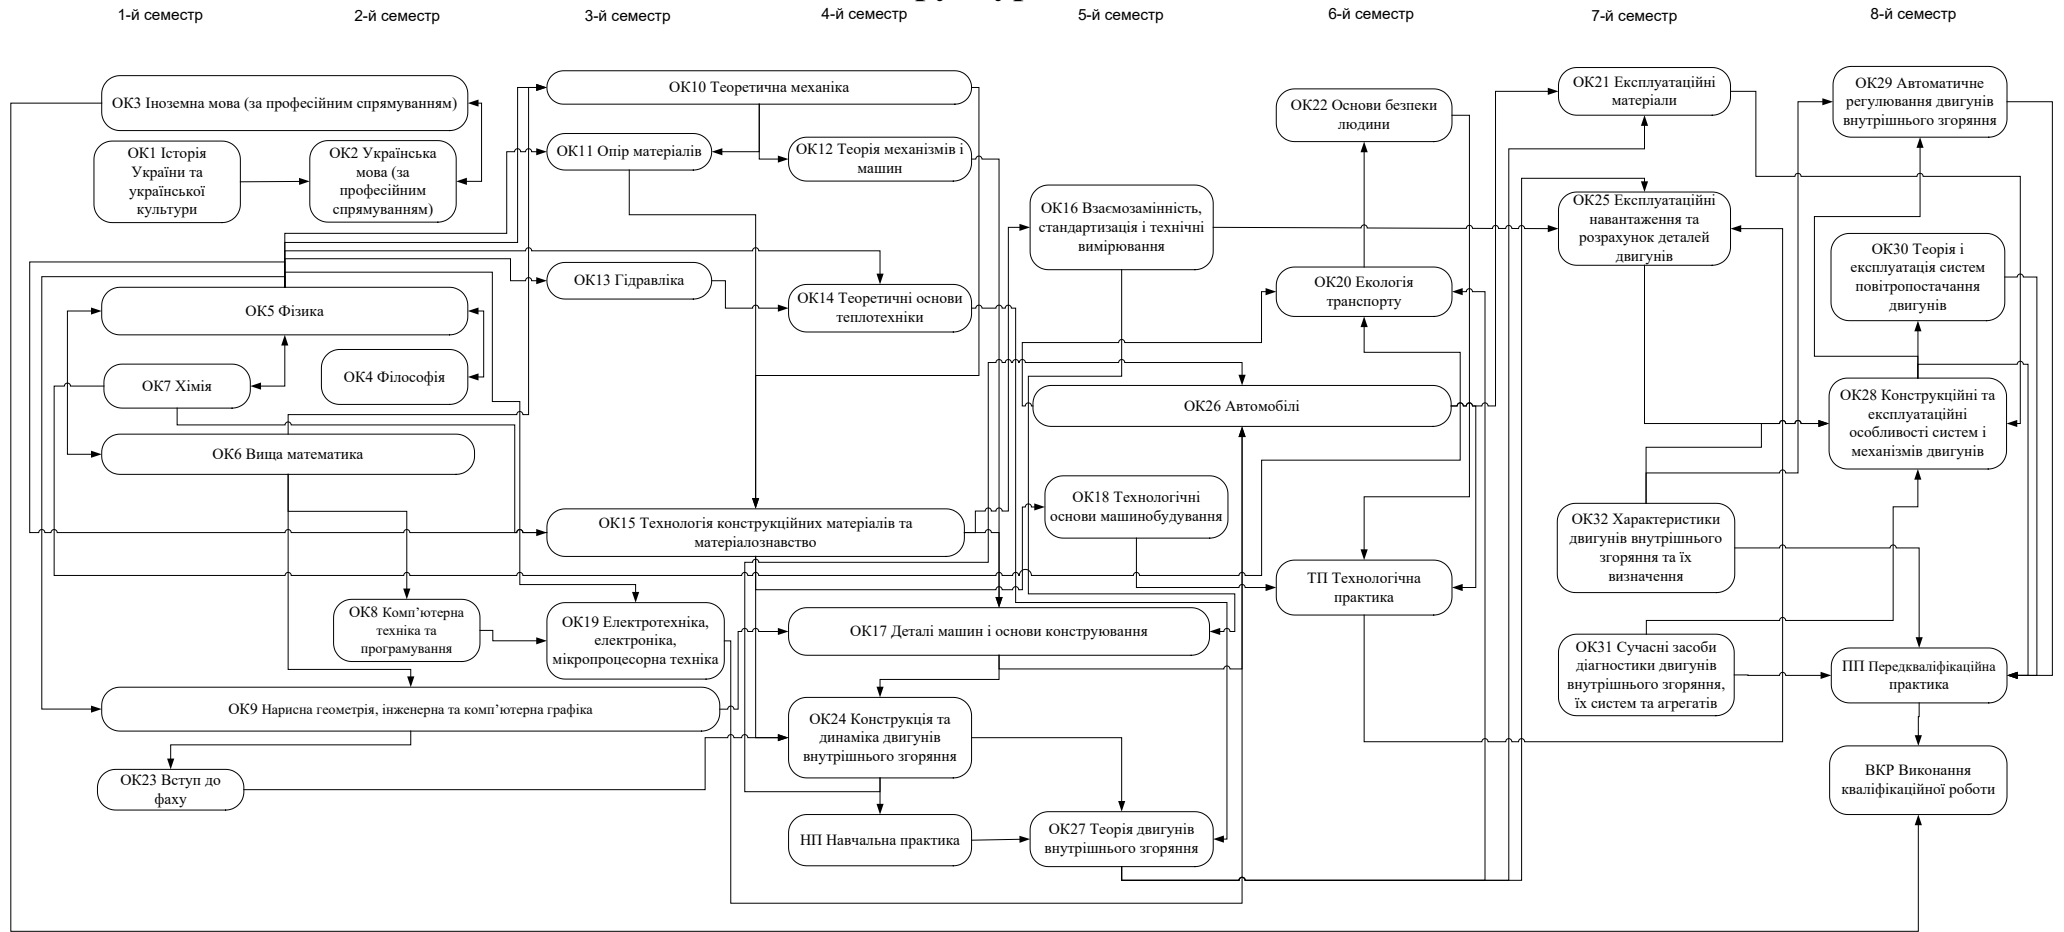 1-й семестр
2-й семестр
3-й семестр
4-й семестр
5-й семестр
6-й семестр
7-й семестр
8-й семестр
ОК3 Іноземна мова (за професійним спрямуванням)
ОК1 Історія
України та
української
культури
ОК2 Українська
мова (за
професійним
спрямуванням)
ОК5 Фізика
ОК4 Філософія
ОК7 Хімія
ОК6 Вища математика
ОК8 Комп’ютерна
техніка та
програмування
ОК9 Нарисна геометрія, інженерна та комп’ютерна графіка
ОК23 Вступ до
фаху
ОК10 Теоретична механіка
ОК11 Опір матеріалів
ОК12 Теорія механізмів і
машин
ОК13 Гідравліка
ОК14 Теоретичні основи
теплотехніки
ОК15 Технологія конструкційних матеріалів та
матеріалознавство
ОК19 Електротехніка,
електроніка,
мікропроцесорна техніка
ОК17 Деталі машин і основи конструювання
ОК24 Конструкція та
динаміка двигунів
внутрішнього згоряння
НП Навчальна практика
ОК16 Взаємозамінність,
стандартизація і технічні
вимірювання
ОК26 Автомобілі
ОК18 Технологічні
основи машинобудування
ОК27 Теорія двигунів
внутрішнього згоряння
ОК22 Основи безпеки
людини
ОК20 Екологія
транспорту
ТП Технологічна
практика
ОК21 Експлуатаційні
матеріали
ОК25 Експлуатаційні
навантаження та
розрахунок деталей
двигунів
ОК32 Характеристики
двигунів внутрішнього
згоряння та їх
визначення
ОК31 Сучасні засоби
діагностики двигунів
внутрішнього згоряння,
їх систем та агрегатів
ОК29 Автоматичне
регулювання двигунів
внутрішнього згоряння
ОК30 Теорія і
експлуатація систем
повітропостачання
двигунів
ОК28 Конструкційні та
експлуатаційні
особливості систем і
механізмів двигунів
ПП Передкваліфікаційна
практика
ВКР Виконання
кваліфікаційної роботи